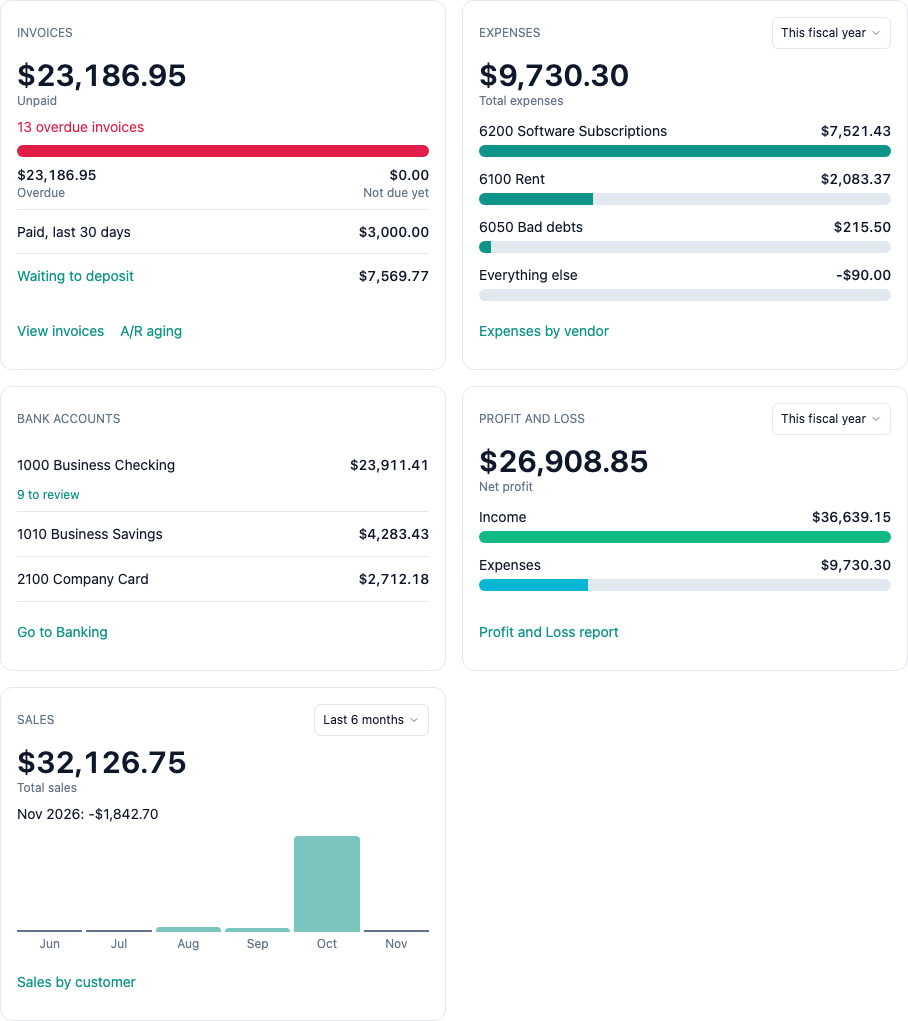 INVOICES
$23,186.95
Unpaid
13 overdue invoices
$23,186.95 $0.00
Overdue Not due yet
Paid, last 30 days $3,000.00
Waiting to deposit $7,569.77
View invoices A/R aging
EXPENSES This fiscal year
$9,730.30
Total expenses
6200 Software Subscriptions $7,521.43
6100 Rent $2,083.37
6050 Bad debts $215.50
Everything else -$90.00
Expenses by vendor
BANK ACCOUNTS
1000 Business Checking $23,911.41
9 to review
1010 Business Savings $4,283.43
2100 Company Card $2,712.18
Go to Banking
PROFIT AND LOSS This fiscal year
$26,908.85
Net profit
Income $36,639.15
Expenses $9,730.30
Profit and Loss report
SALES Last 6 months
$32,126.75
Total sales
Nov 2026: -$1,842.70
Jun Jul Aug Sep Oct Nov
Sales by customer